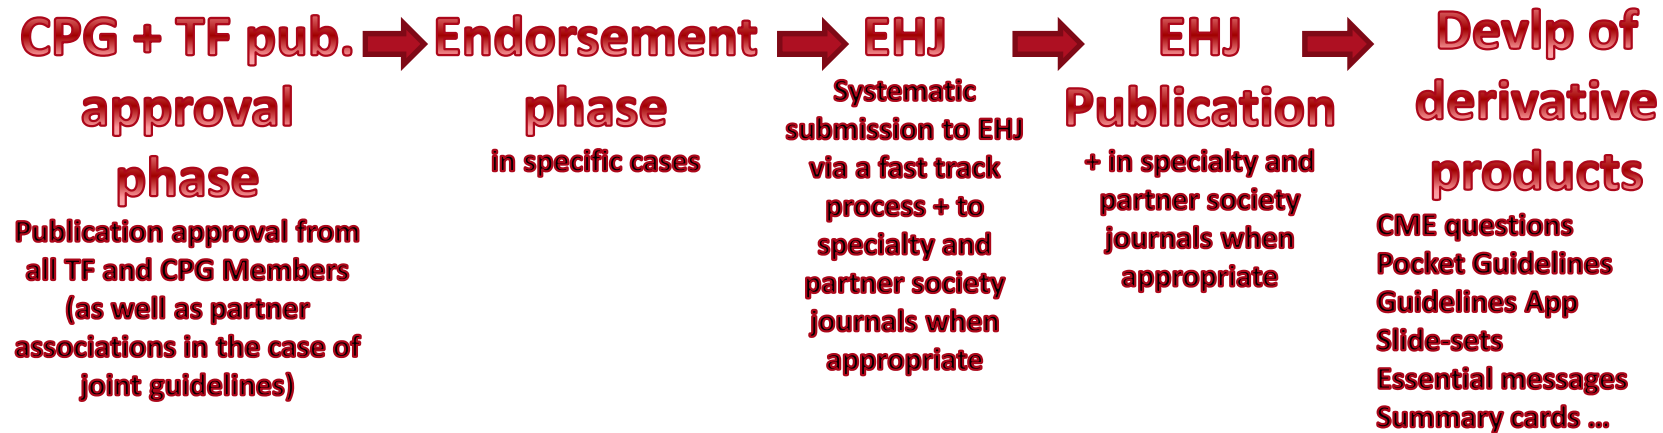 CPG + TF pub.
approval
phase
Publication approval from
all TF and CPG Members
(as well as partner
associations in the case of
joint guidelines)
Endorsement
phase
in specific cases
EHJ
Systematic
submission to EHJ
via a fast track
process + to
specialty and
partner society
journals when
appropriate
EHJ
Publication
+ in specialty and
partner society
journals when
appropriate
Devlp of
derivative
products
CME questions
Pocket Guidelines
Guidelines App
Slide-sets
Essential messages
Summary cards ...